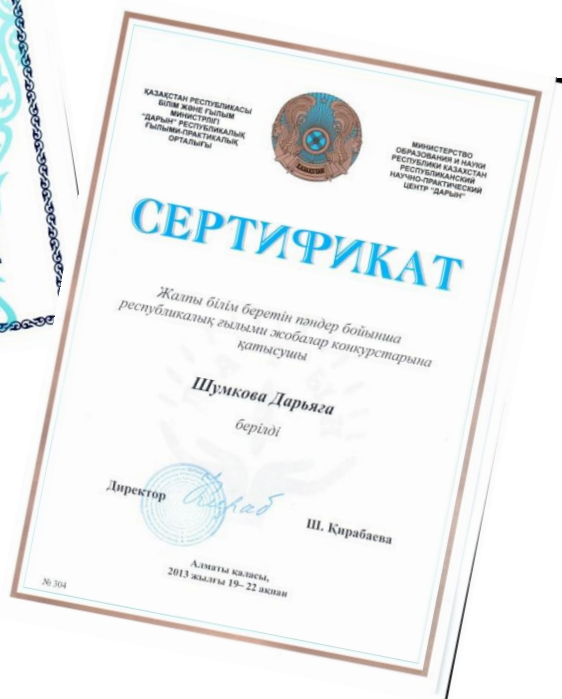 ҚАЗАҚСТАН РЕСПУБЛИКАСЫ
БІЛІМ ЖӘНЕ ҒЫЛЫМ
МИНИСТРЛІГІ
"ДАРЫН" РЕСПУБЛИКАЛЫҚ
ҒЫЛЫМИ-ПРАКТИКАЛЫҚ
ОРТАЛЫҒЫ
ҚАЗАҚСТАН
МИНИСТЕРСТВО
ОБРАЗОВАНИЯ И НАУКИ
РЕСПУБЛИКИ КАЗАХСТАН
РЕСПУБЛИКАНСКИЙ
НАУЧНО-ПРАКТИЧЕСКИЙ
ЦЕНТР "ДАРЫН"
СЕРТИФИКАТ
Жалпы білім беретін пәндер бойынша
республикалық ғылыми жобалар конкурстарына
қатысушы
Шумкова Дарьяга
берілді
Директор
Ш. Қирабаева
Алматы қаласы,
2013 жылғы 19– 22 ақпан
№ 304